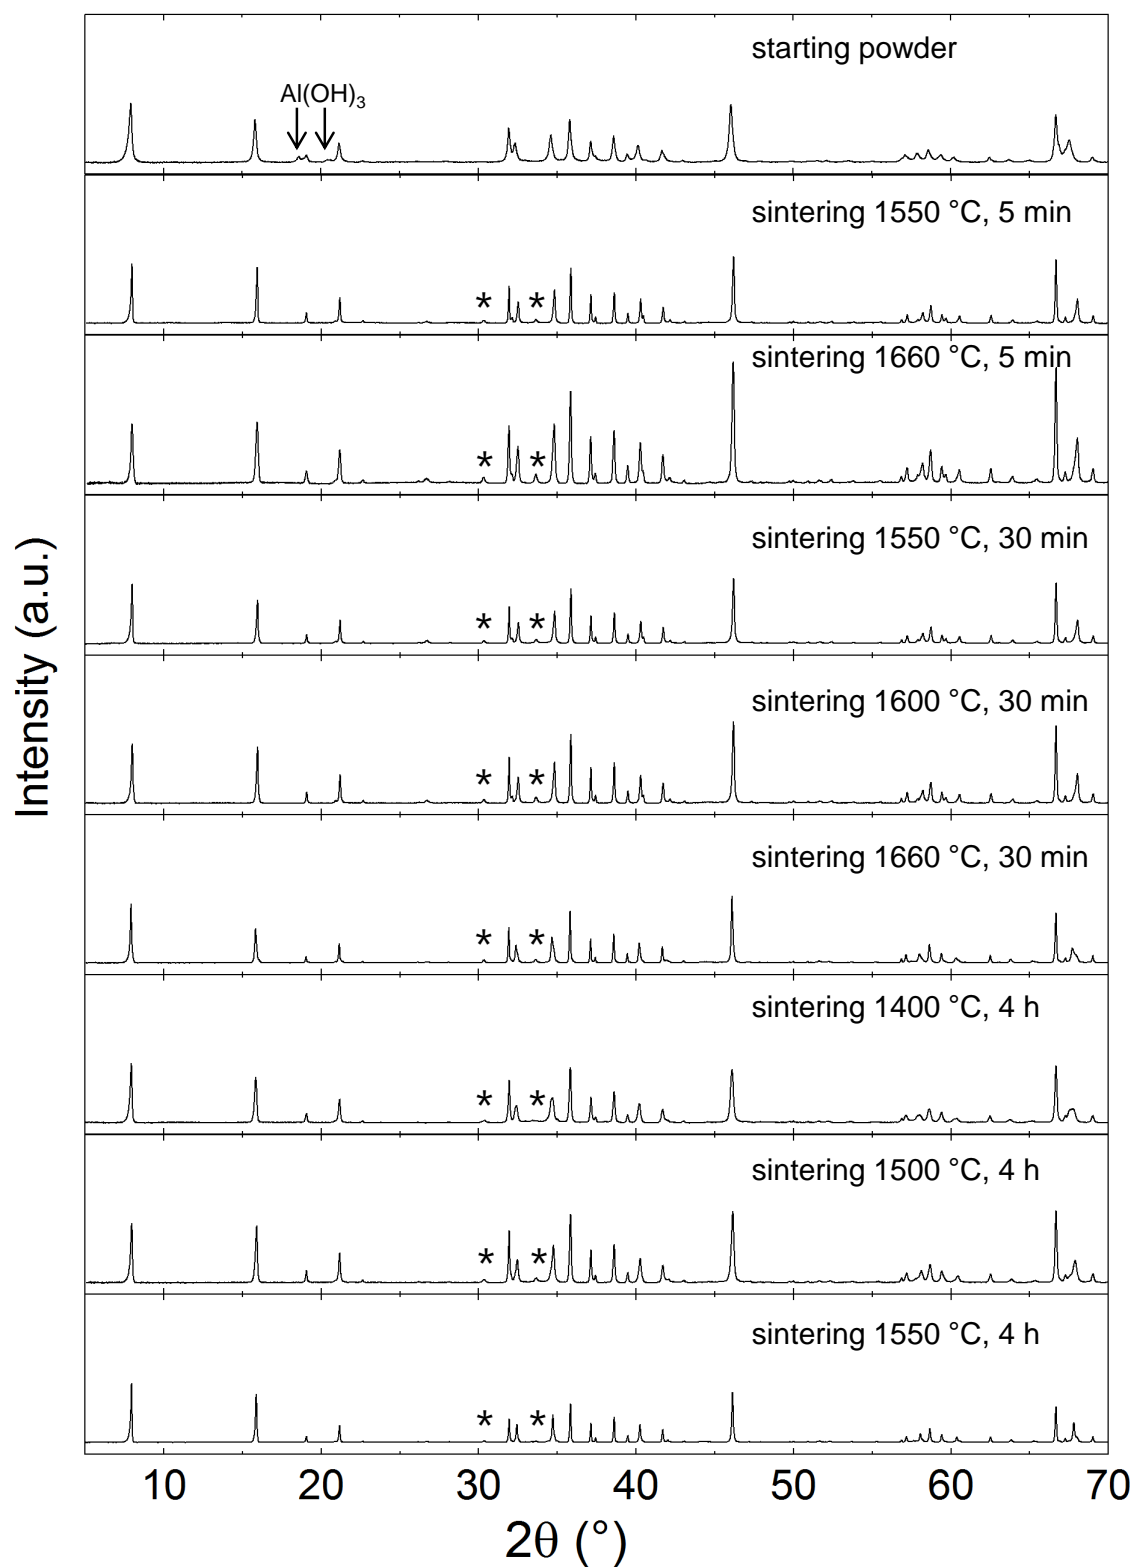 starting powder
Al(OH)₃
sintering 1550 °C, 5 min
* *
sintering 1660 °C, 5 min
* *
sintering 1550 °C, 30 min
* *
sintering 1600 °C, 30 min
* *
sintering 1660 °C, 30 min
* *
sintering 1400 °C, 4 h
* *
sintering 1500 °C, 4 h
* *
sintering 1550 °C, 4 h
* *
Intensity (a.u.)
10 20 30 40 50 60 70
2θ (°)